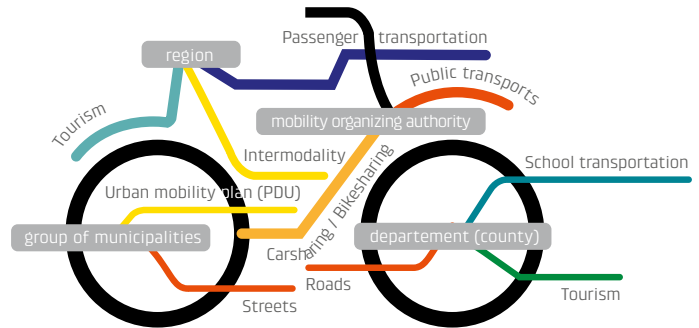 Passenger transportation
region
Public transports
Tourism
mobility organizing authority
Intermodality
School transportation
Urban mobility plan (PDU)
Carsharing / Bikesharing
group of municipalities
departement (county)
Roads
Streets
Tourism